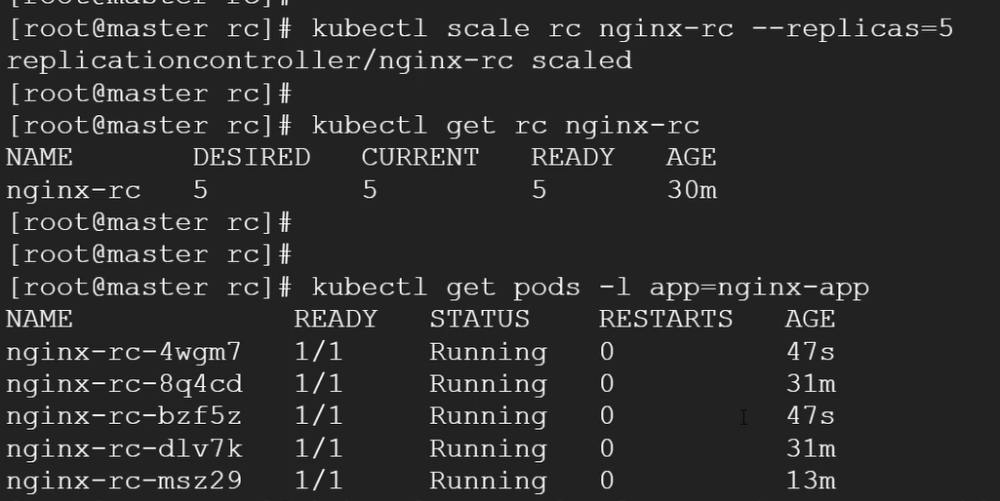 [root@master rc]#
[root@master rc]# kubectl scale rc nginx-rc --replicas=5
replicationcontroller/nginx-rc scaled
[root@master rc]#
[root@master rc]# kubectl get rc nginx-rc
NAME DESIRED CURRENT READY AGE
nginx-rc 5 5 5 30m
[root@master rc]#
[root@master rc]#
[root@master rc]# kubectl get pods -l app=nginx-app
NAME READY STATUS RESTARTS AGE
nginx-rc-4wgm7 1/1 Running 0 47s
nginx-rc-8q4cd 1/1 Running 0 31m
nginx-rc-bzf5z 1/1 Running 0 47s
nginx-rc-dlv7k 1/1 Running 0 31m
nginx-rc-msz29 1/1 Running 0 13m